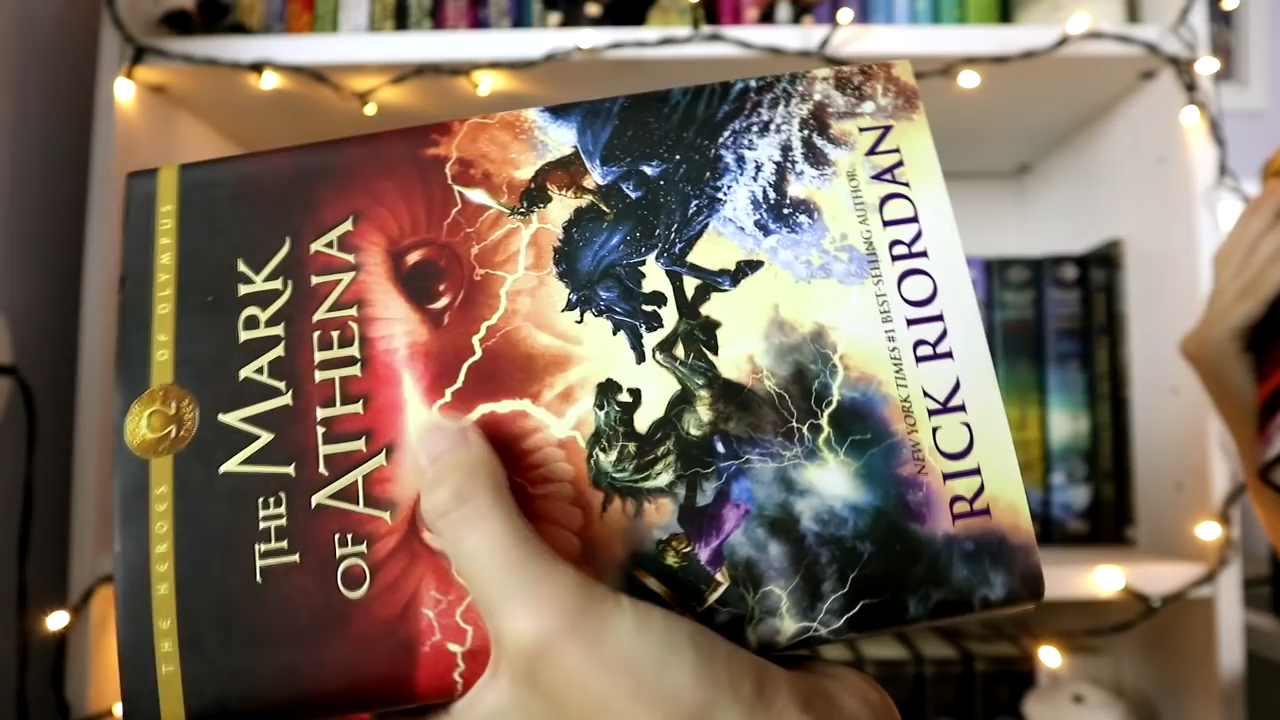 THE HEROES OF OLYMPUS
THE MARK
OF ATHENA
NEW YORK TIMES #1 BEST-SELLING AUTHOR
RICK RIORDAN